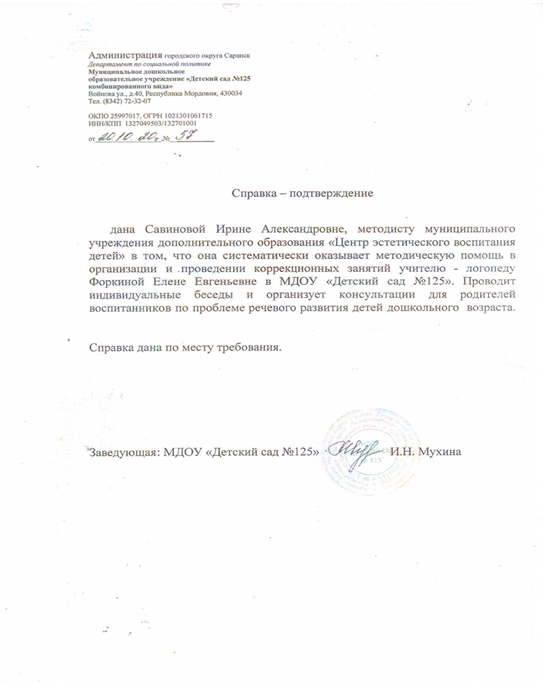 Администрация городского округа Саранск
Департамент по социальной политике
Муниципальное дошкольное
образовательное учреждение «Детский сад №125
комбинированного вида»
Войнова ул., д.40, Республика Мордовия, 430034
Тел. (8342) 72-32-07
ОКПО 25997017, ОГРН 1021301061715
ИНН/КПП 1327049503/132701001
от 20.10.20г № 57
Справка – подтверждение
дана Савиновой Ирине Александровне, методисту муниципального
учреждения дополнительного образования «Центр эстетического воспитания
детей» в том, что она систематически оказывает методическую помощь в
организации и проведении коррекционных занятий учителю - логопеду
Форкиной Елене Евгеньевне в МДОУ «Детский сад №125». Проводит
индивидуальные беседы и организует консультации для родителей
воспитанников по проблеме речевого развития детей дошкольного возраста.
Справка дана по месту требования.
Заведующая: МДОУ «Детский сад №125» И.Н. Мухина